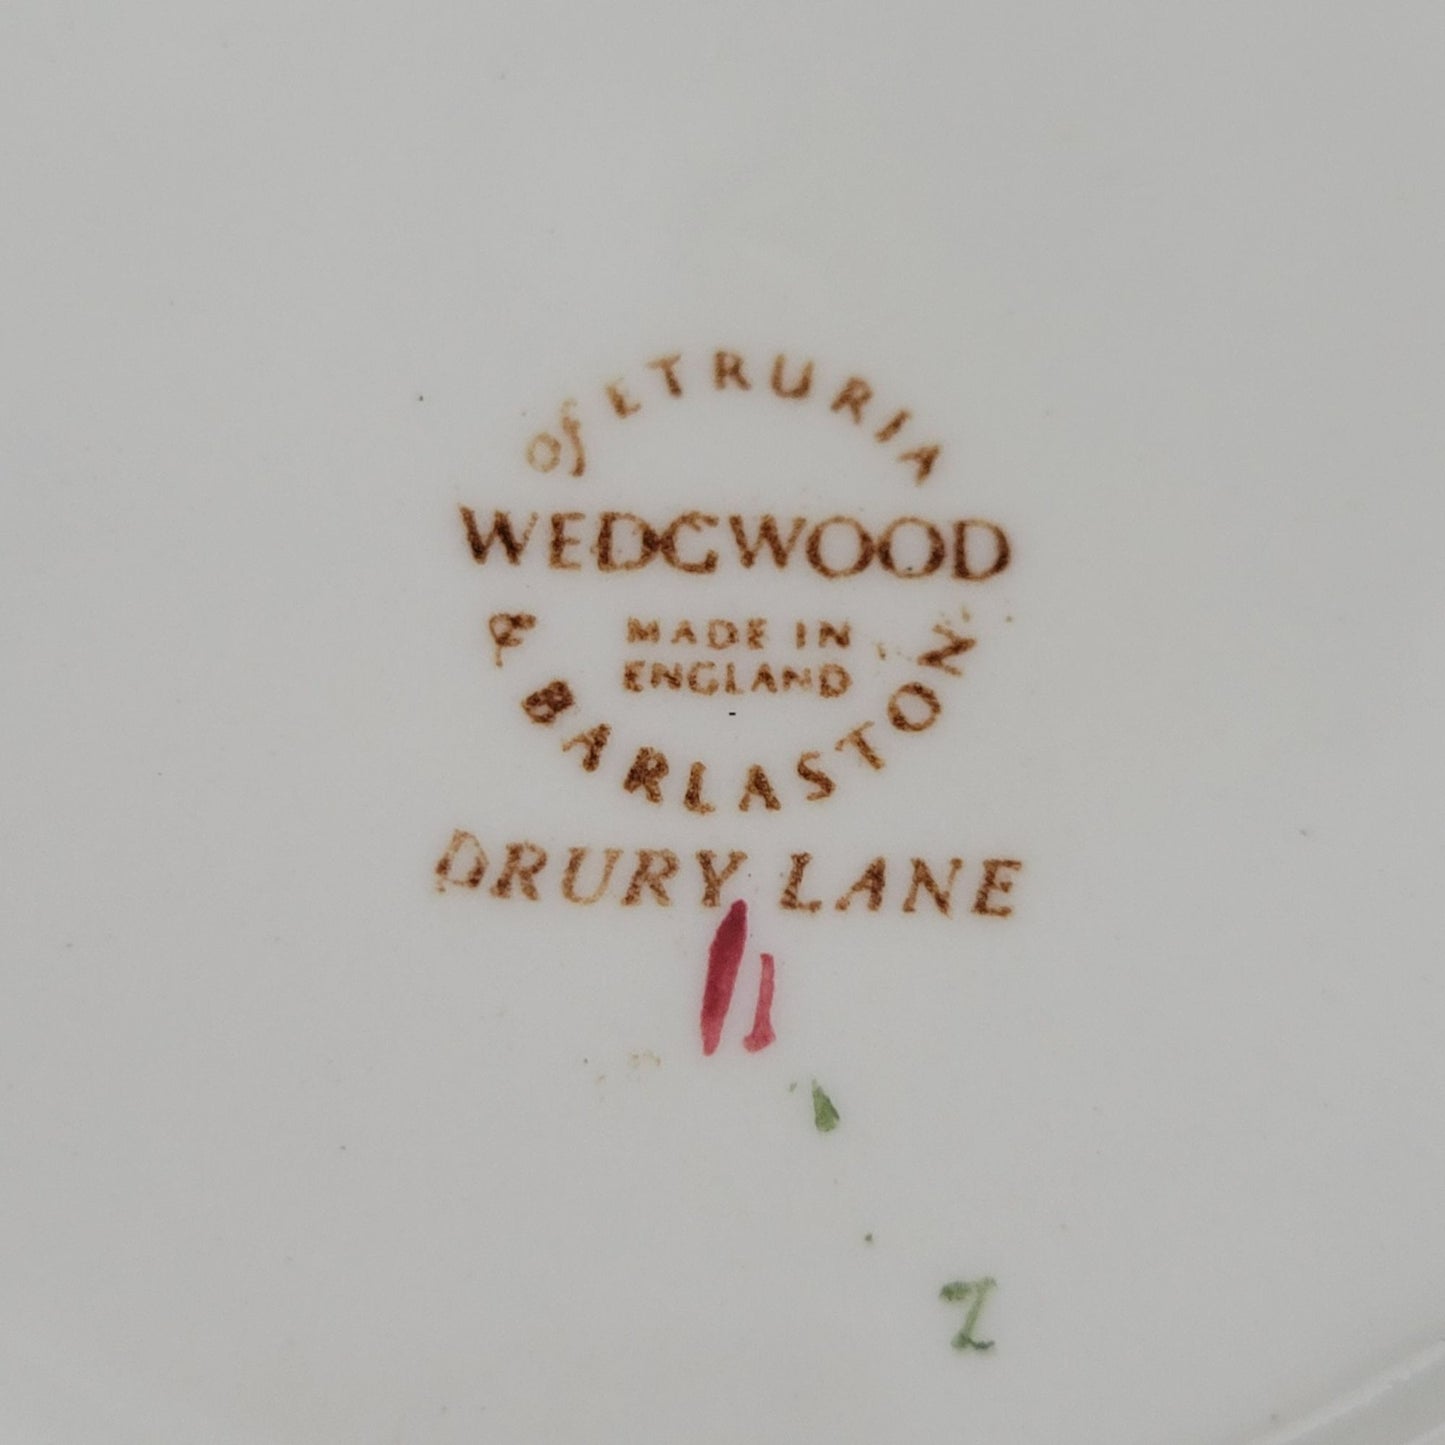 of ETRURIA
WEDGWOOD
MADE IN
ENGLAND
& BARLASTON
DRURY LANE
Z